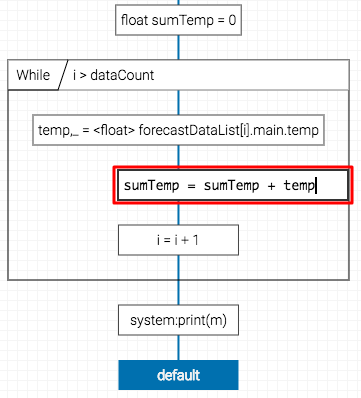 float sumTemp = 0
While i > dataCount
temp,_ = <float> forecastDataList[i].main.temp
sumTemp = sumTemp + temp
i = i + 1
system:print(m)
default